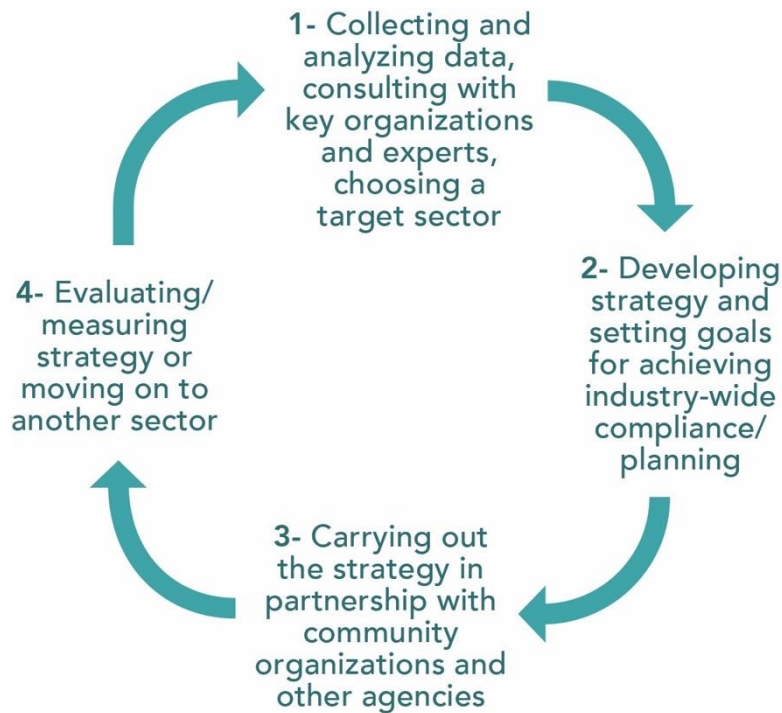 1- Collecting and
analyzing data,
consulting with
key organizations
and experts,
choosing a
target sector
2- Developing
strategy and
setting goals
for achieving
industry-wide
compliance/
planning
3- Carrying out
the strategy in
partnership with
community
organizations and
other agencies
4- Evaluating/
measuring
strategy or
moving on to
another sector